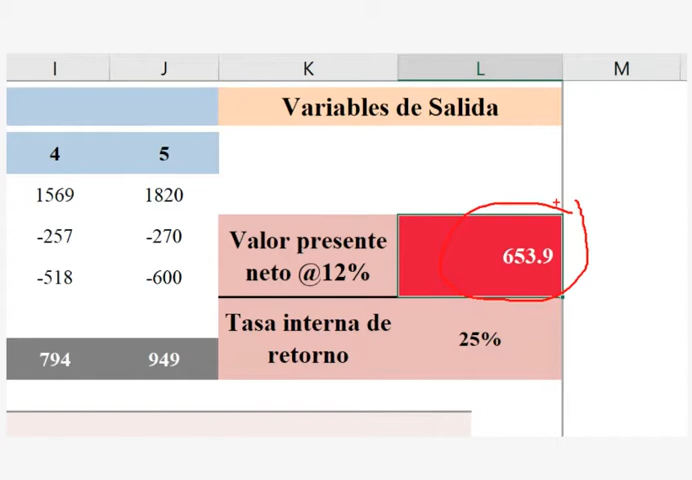 I J K L M
Variables de Salida
4 5
1569 1820
-257 -270
Valor presente
neto @12%
653.9
-518 -600
Tasa interna de
retorno
25%
794 949